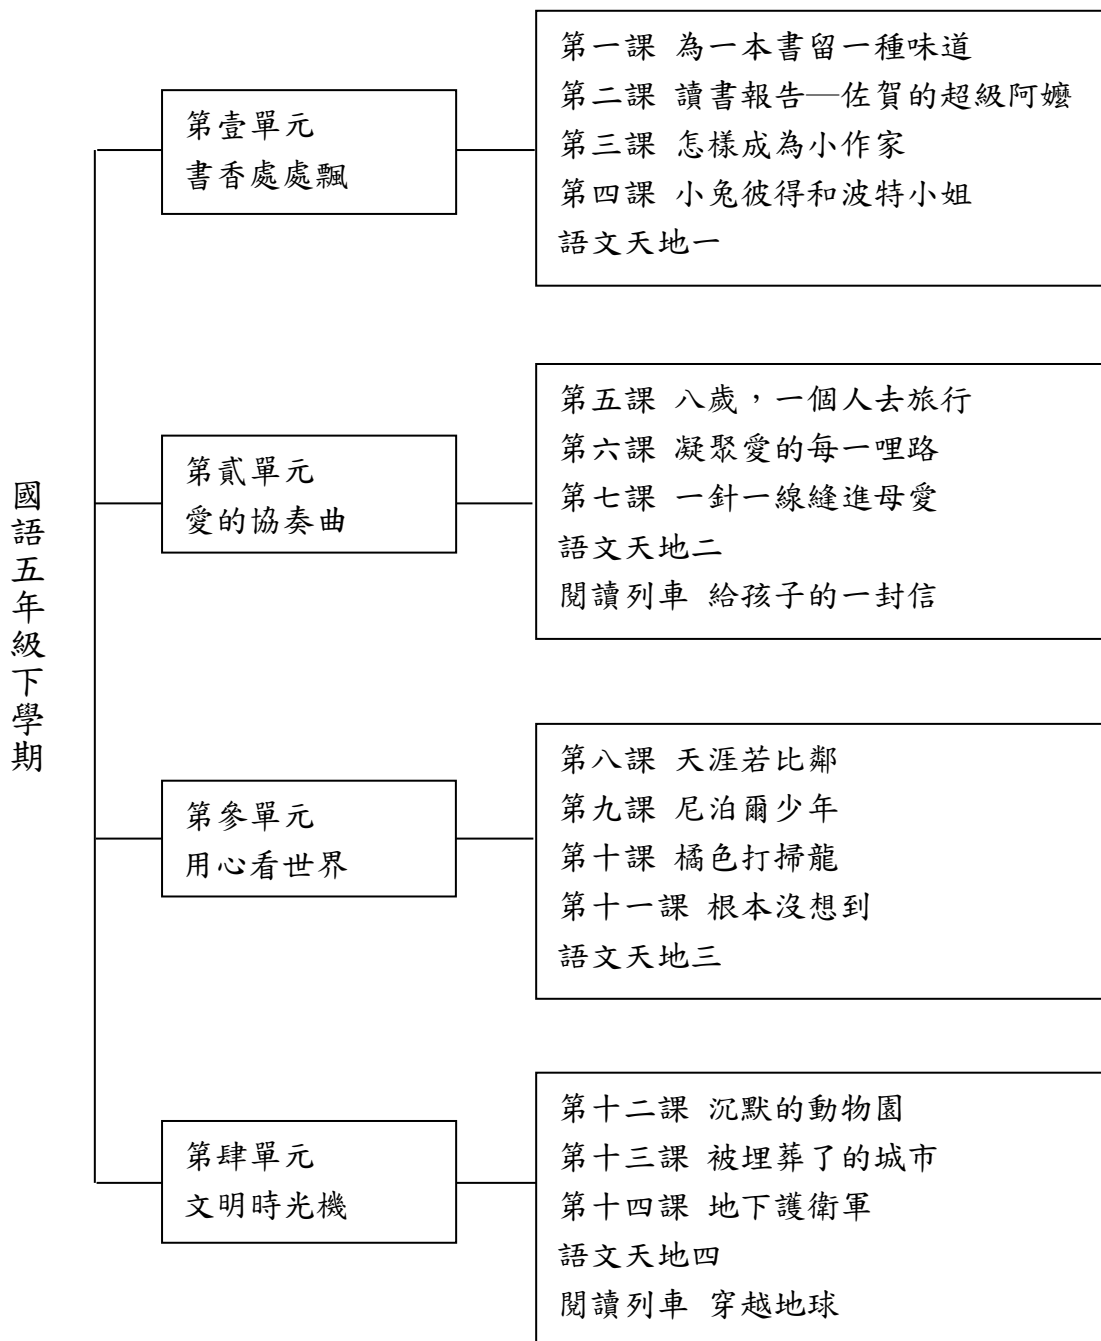 國語五年級下學期
第壹單元
書香處處飄
第一課 為一本書留一種味道
第二課 讀書報告─佐賀的超級阿嬤
第三課 怎樣成為小作家
第四課 小兔彼得和波特小姐
語文天地一
第貳單元
愛的協奏曲
第五課 八歲，一個人去旅行
第六課 凝聚愛的每一哩路
第七課 一針一線縫進母愛
語文天地二
閱讀列車 給孩子的一封信
第參單元
用心看世界
第八課 天涯若比鄰
第九課 尼泊爾少年
第十課 橘色打掃龍
第十一課 根本沒想到
語文天地三
第肆單元
文明時光機
第十二課 沉默的動物園
第十三課 被埋葬了的城市
第十四課 地下護衛軍
語文天地四
閱讀列車 穿越地球